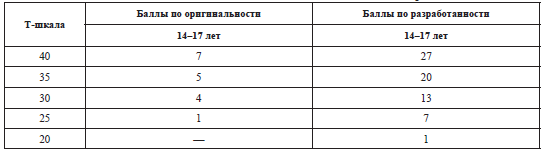 Т-шкала Баллы по оригинальности Баллы по разработанности
14–17 лет 14–17 лет
40 7 27
35 5 20
30 4 13
25 1 7
20 — 1